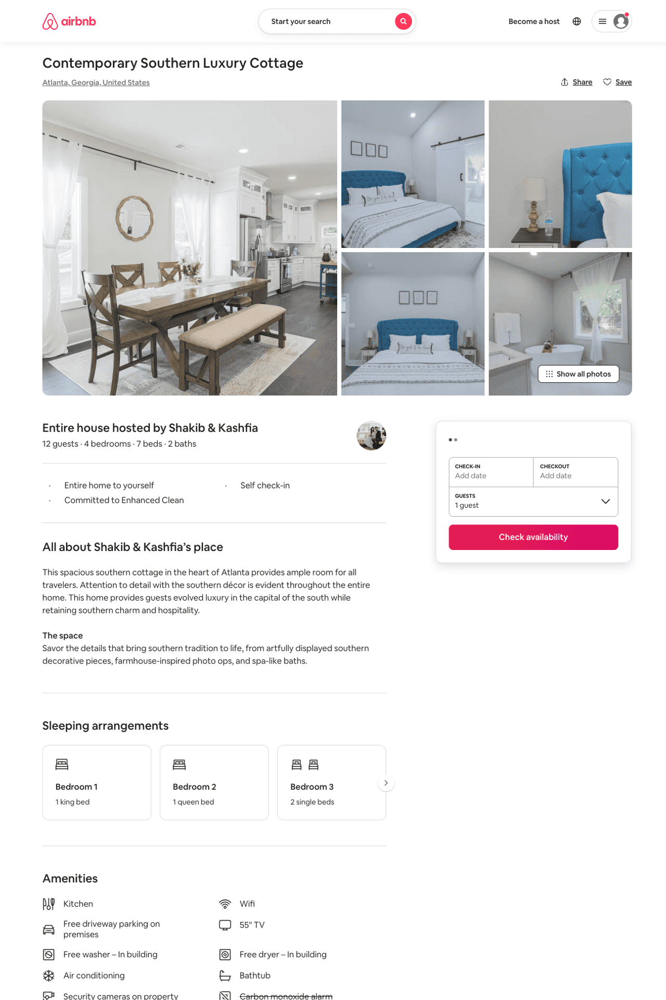 airbnb
Start your search
Become a host
Contemporary Southern Luxury Cottage
Atlanta, Georgia, United States
Share
Save
Show all photos
Entire house hosted by Shakib & Kashfia
12 guests · 4 bedrooms · 7 beds · 2 baths
· Entire home to yourself
· Self check-in
· Committed to Enhanced Clean
CHECK-IN
Add date
CHECKOUT
Add date
GUESTS
1 guest
Check availability
All about Shakib & Kashfia’s place
This spacious southern cottage in the heart of Atlanta provides ample room for all
travelers. Attention to detail with the southern décor is evident throughout the entire
home. This home provides guests evolved luxury in the capital of the south while
retaining southern charm and hospitality.
The space
Savor the details that bring southern tradition to life, from artfully displayed southern
decorative pieces, farmhouse-inspired photo ops, and spa-like baths.
Sleeping arrangements
Bedroom 1
1 king bed
Bedroom 2
1 queen bed
Bedroom 3
2 single beds
Amenities
Kitchen
Wifi
Free driveway parking on
premises
55" TV
Free washer – In building
Free dryer – In building
Air conditioning
Bathtub
Security cameras on property
Carbon monoxide alarm